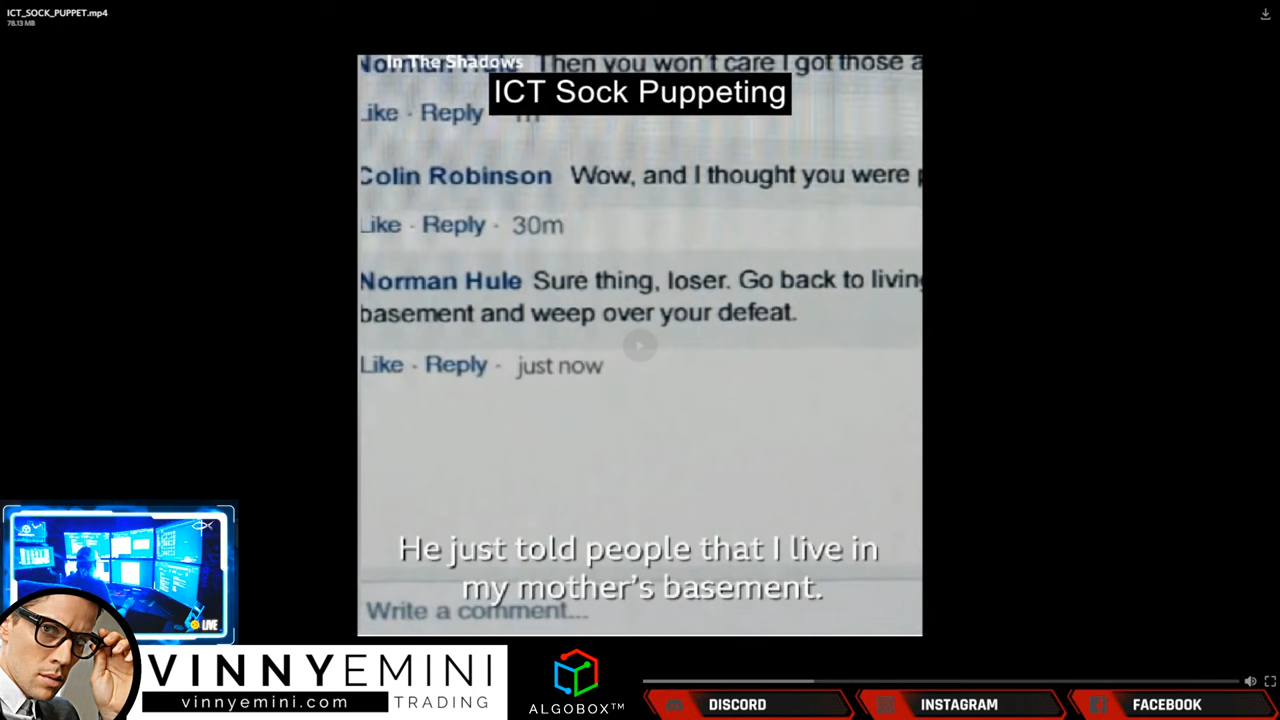 ICT_SOCK_PUPPET.mp4
78.13 MB
In The Shadows
Then you won't care I got those a
ICT Sock Puppeting
Like · Reply
Colin Robinson Wow, and I thought you were
Like · Reply · 30m
Norman Hule Sure thing, loser. Go back to living
basement and weep over your defeat.
Like · Reply · just now
He just told people that I live in
my mother's basement.
Write a comment...
LIVE
VINNYEMINI
vinnyemini.com
TRADING
ALGOBOX™
DISCORD
INSTAGRAM
FACEBOOK